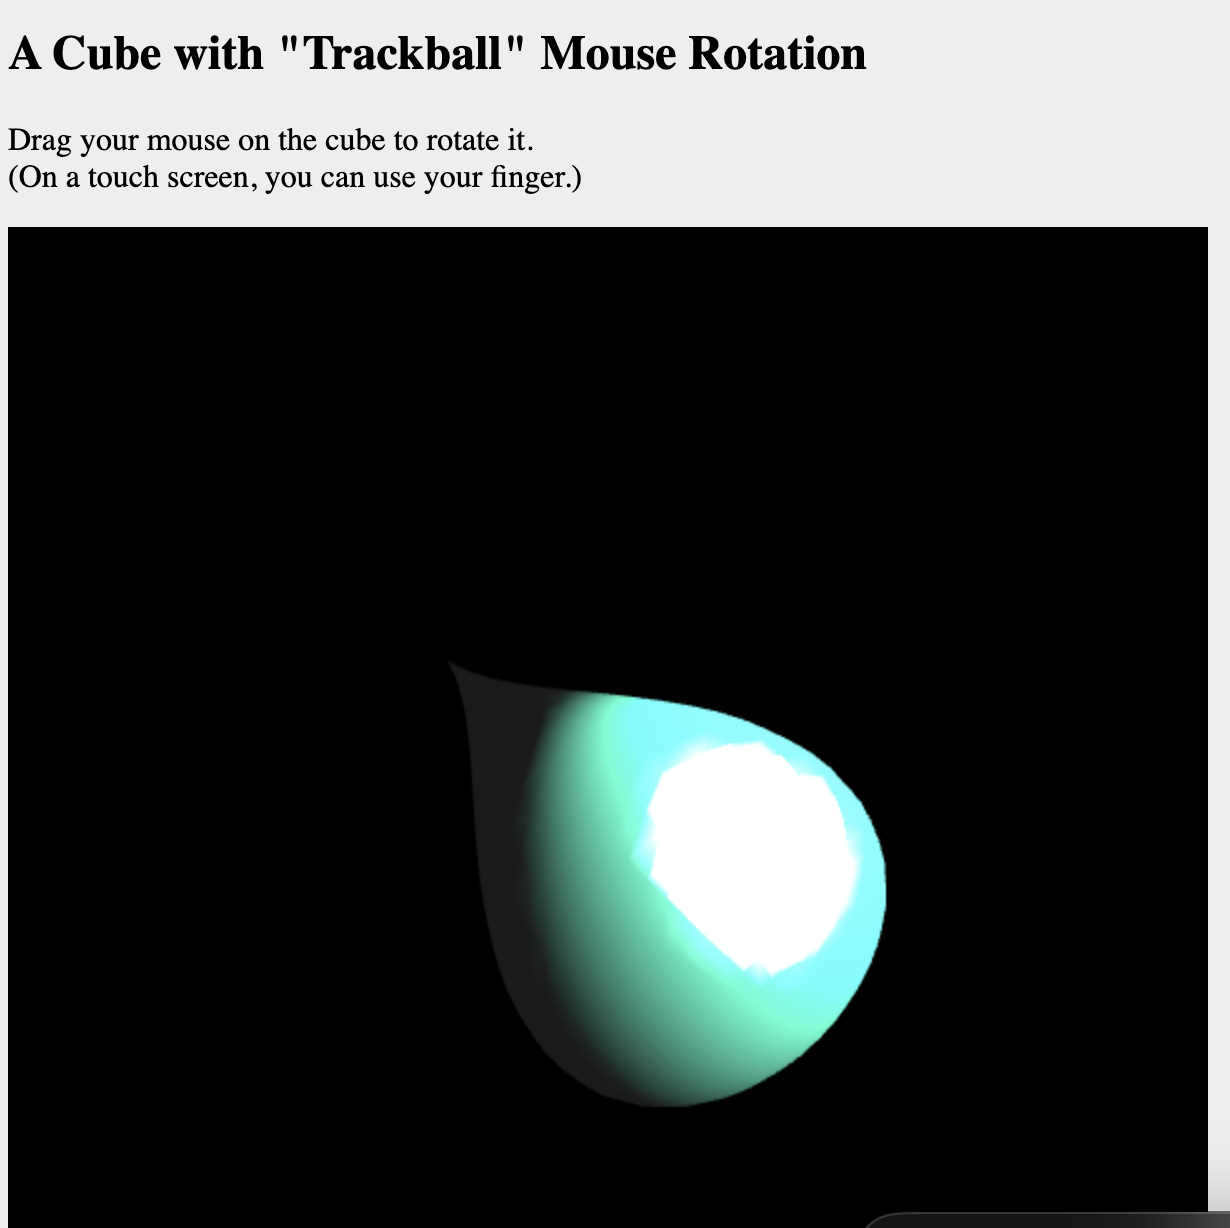 A Cube with "Trackball" Mouse Rotation
Drag your mouse on the cube to rotate it.
(On a touch screen, you can use your finger.)